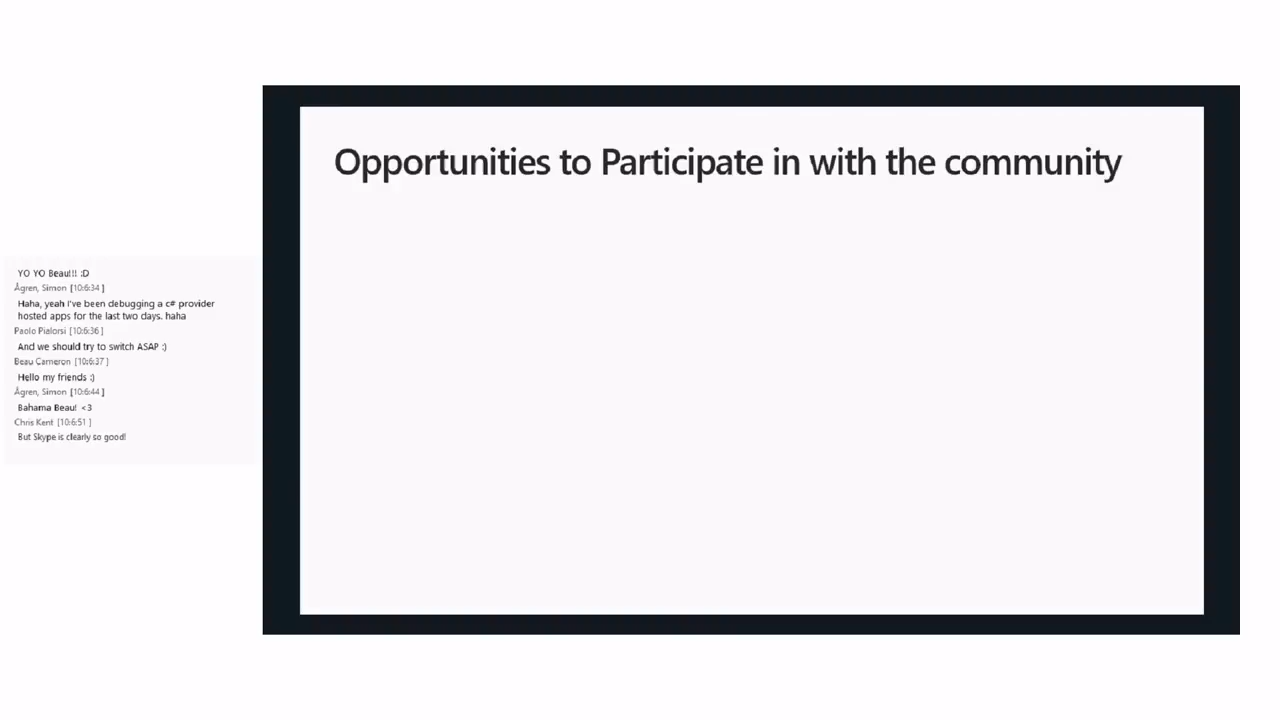 Opportunities to Participate in with the community
YO YO Beau!!! :D
Ågren, Simon [10:6:34 ]
Haha, yeah I've been debugging a c# provider
hosted apps for the last two days. haha
Paolo Pialorsi [10:6:36 ]
And we should try to switch ASAP :)
Beau Cameron [10:6:37 ]
Hello my friends :)
Ågren, Simon [10:6:44 ]
Bahama Beau! <3
Chris Kent [10:6:51 ]
But Skype is clearly so good!